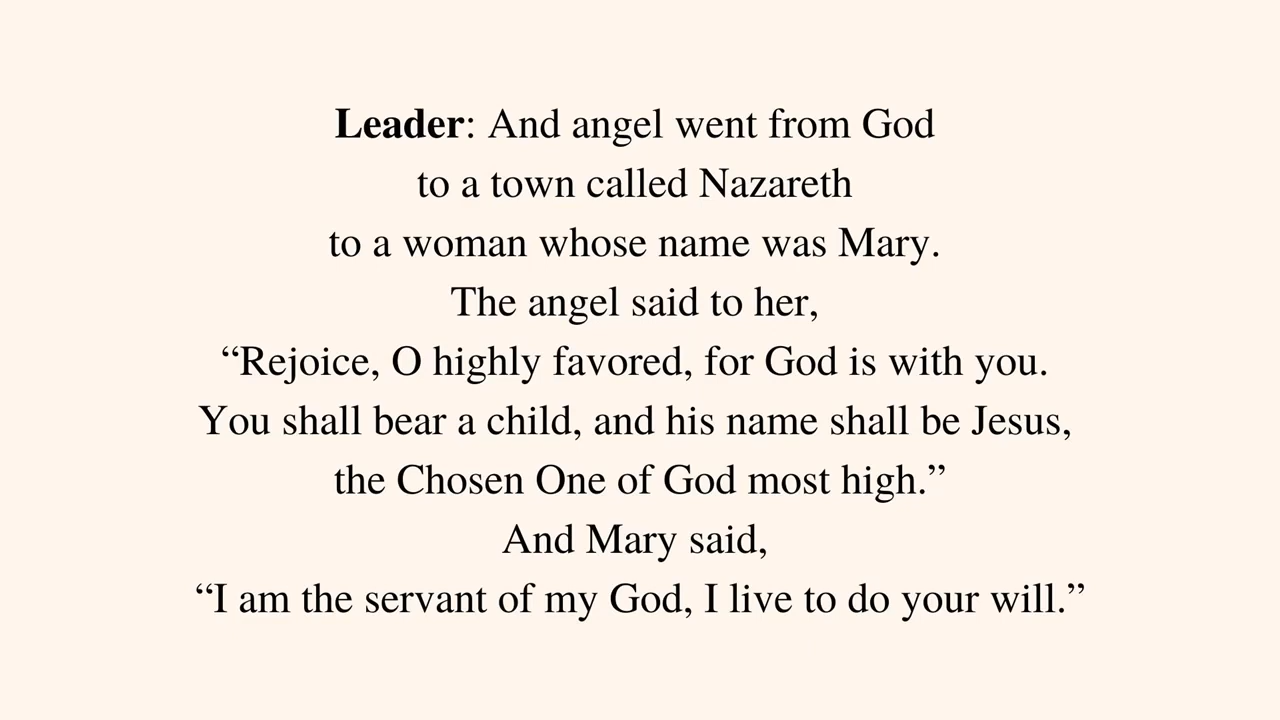 Leader: And angel went from God
to a town called Nazareth
to a woman whose name was Mary.
The angel said to her,
“Rejoice, O highly favored, for God is with you.
You shall bear a child, and his name shall be Jesus,
the Chosen One of God most high.”
And Mary said,
“I am the servant of my God, I live to do your will.”